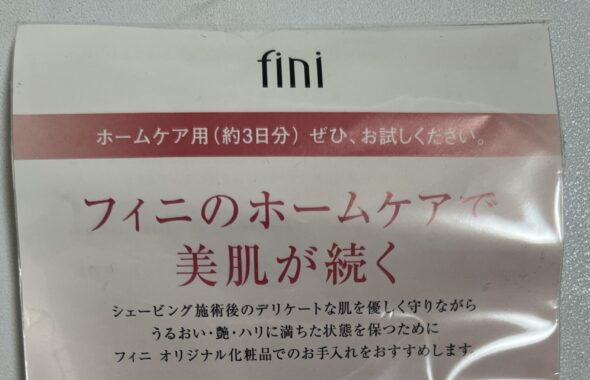 fini
ホームケア用(約3日分) ぜひ、お試しください。
フィニのホームケアで
美肌が続く
シェービング施術後のデリケートな肌を優しく守りながら
うるおい・艶・ハリに満ちた状態を保つために
フィニ オリジナル化粧品でのお手入れをおすすめします。